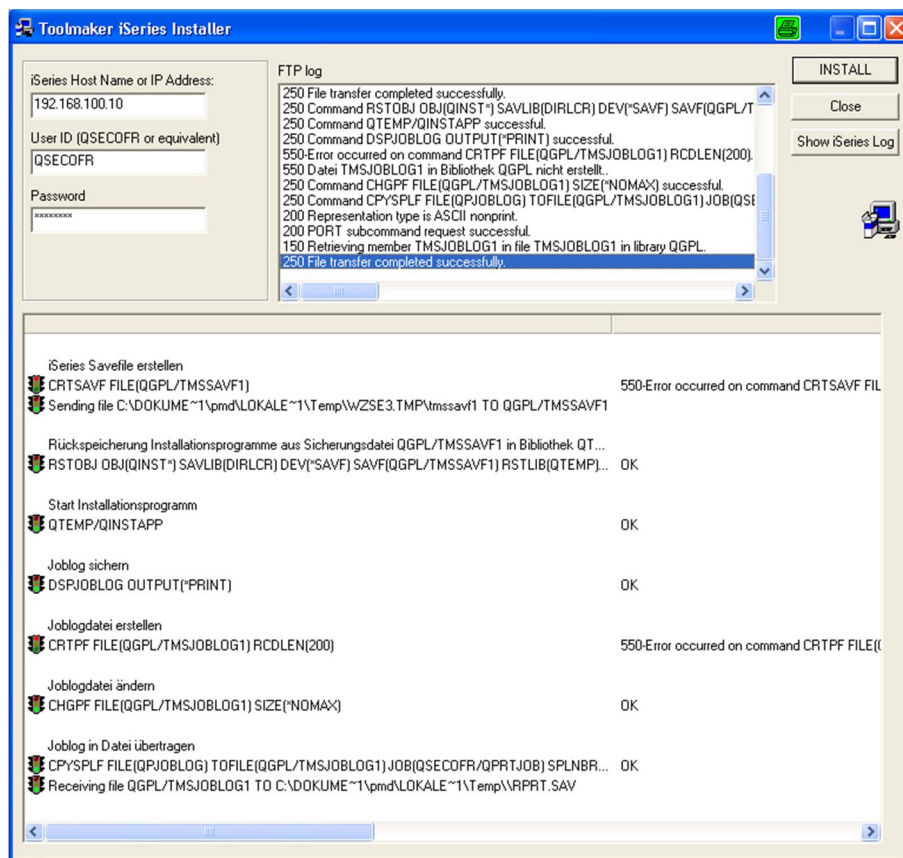 Toolmaker iSeries Installer
iSeries Host Name or IP Address:
192.168.100.10
User ID (QSECOFR or equivalent)
QSECOFR
Password
********
FTP log
250 File transfer completed successfully.
250 Command RSTOBJ OBJ(QINST*) SAVLIB(DIRLCR) DEV(*SAVF) SAVF(QGPL/T
250 Command QTEMP/QINSTAPP successful.
250 Command DSPJOBLOG OUTPUT(*PRINT) successful.
550-Error occurred on command CRTPF FILE(QGPL/TMSJOBLOG1) RCDLEN(200).
550 Datei TMSJOBLOG1 in Bibliothek QGPL nicht erstellt..
250 Command CHGPF FILE(QGPL/TMSJOBLOG1) SIZE(*NOMAX) successful.
250 Command CPYSPLF FILE(QPJOBLOG) TOFILE(QGPL/TMSJOBLOG1) JOB(QSE
200 Representation type is ASCII nonprint.
200 PORT subcommand request successful.
150 Retrieving member TMSJOBLOG1 in file TMSJOBLOG1 in library QGPL.
250 File transfer completed successfully.
INSTALL
Close
Show iSeries Log
iSeries Savefile erstellen
CRTSAVF FILE(QGPL/TMSSAVF1) 550-Error occurred on command CRTSAVF FIL
Sending file C:\DOKUME~1\pmd\LOKALE~1\Temp\WZSE3.TMP\tmssavf1 TO QGPL/TMSSAVF1
Rückspeicherung Installationsprogramme aus Sicherungsdatei QGPL/TMSSAVF1 in Bibliothek QT...
RSTOBJ OBJ(QINST*) SAVLIB(DIRLCR) DEV(*SAVF) SAVF(QGPL/TMSSAVF1) RSTLIB(QTEMP)... OK
Start Installationsprogramm
QTEMP/QINSTAPP OK
Joblog sichern
DSPJOBLOG OUTPUT(*PRINT) OK
Joblogdatei erstellen
CRTPF FILE(QGPL/TMSJOBLOG1) RCDLEN(200) 550-Error occurred on command CRTPF FILE((
Joblogdatei ändern
CHGPF FILE(QGPL/TMSJOBLOG1) SIZE(*NOMAX) OK
Joblog in Datei übertragen
CPYSPLF FILE(QPJOBLOG) TOFILE(QGPL/TMSJOBLOG1) JOB(QSECOFR/QPRTJOB) SPLNBR... OK
Receiving file QGPL/TMSJOBLOG1 TO C:\DOKUME~1\pmd\LOKALE~1\Temp\\RPRT.SAV